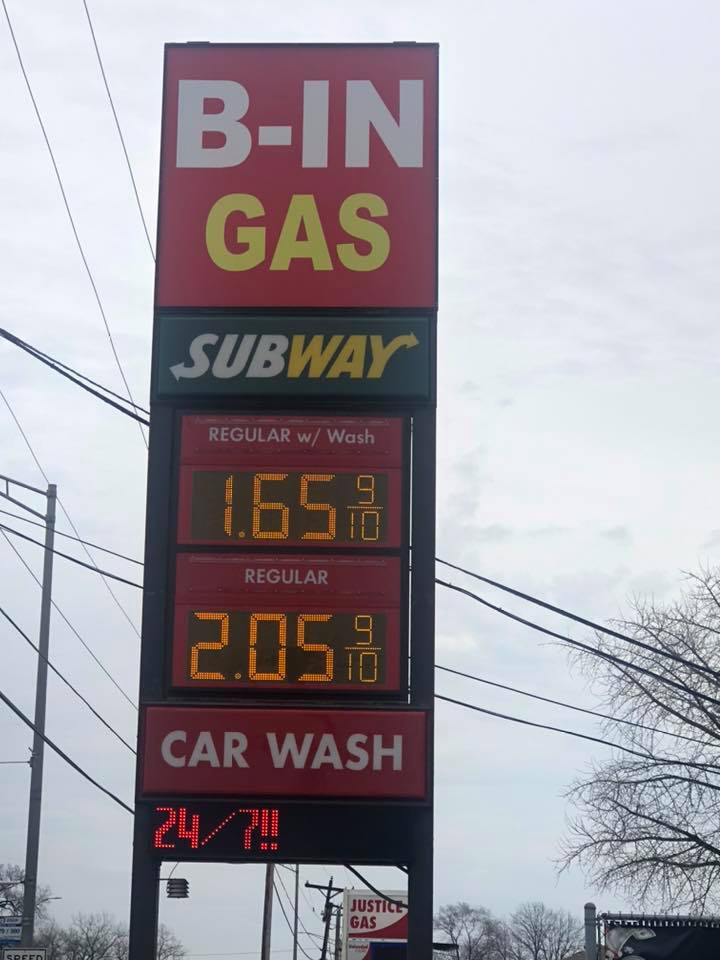 B-IN
GAS
SUBWAY
REGULAR w/ Wash
1.65 9/10
REGULAR
2.05 9/10
CAR WASH
24/7!!
JUSTICE
GAS
SPEED